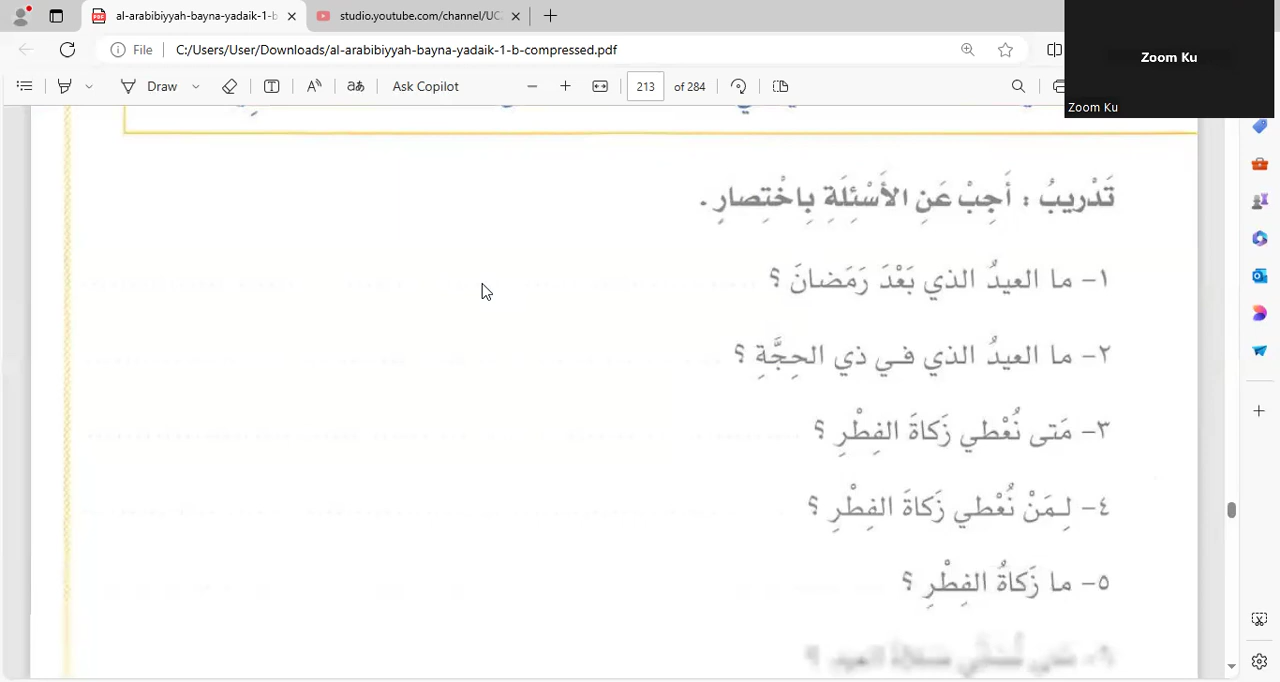 al-arabibiyyah-bayna-yadaik-1-b
studio.youtube.com/channel/UC
File C:/Users/User/Downloads/al-arabibiyyah-bayna-yadaik-1-b-compressed.pdf
Draw Ask Copilot 213 of 284
Zoom Ku
Zoom Ku
تَدْريبُ : أَجِبْ عَنِ الأَسْئِلَةِ بِاخْتِصارِ .
١- ما العيدُ الذي بَعْدَ رَمَضانَ ؟
٢- ما العيدُ الذي في ذي الحِجَّةِ ؟
٣- مَتى نُعْطي زَكاةَ الفِطْرِ ؟
٤- لِمَنْ نُعْطي زَكاةَ الفِطْرِ ؟
٥- ما زَكاةُ الفِطْرِ ؟